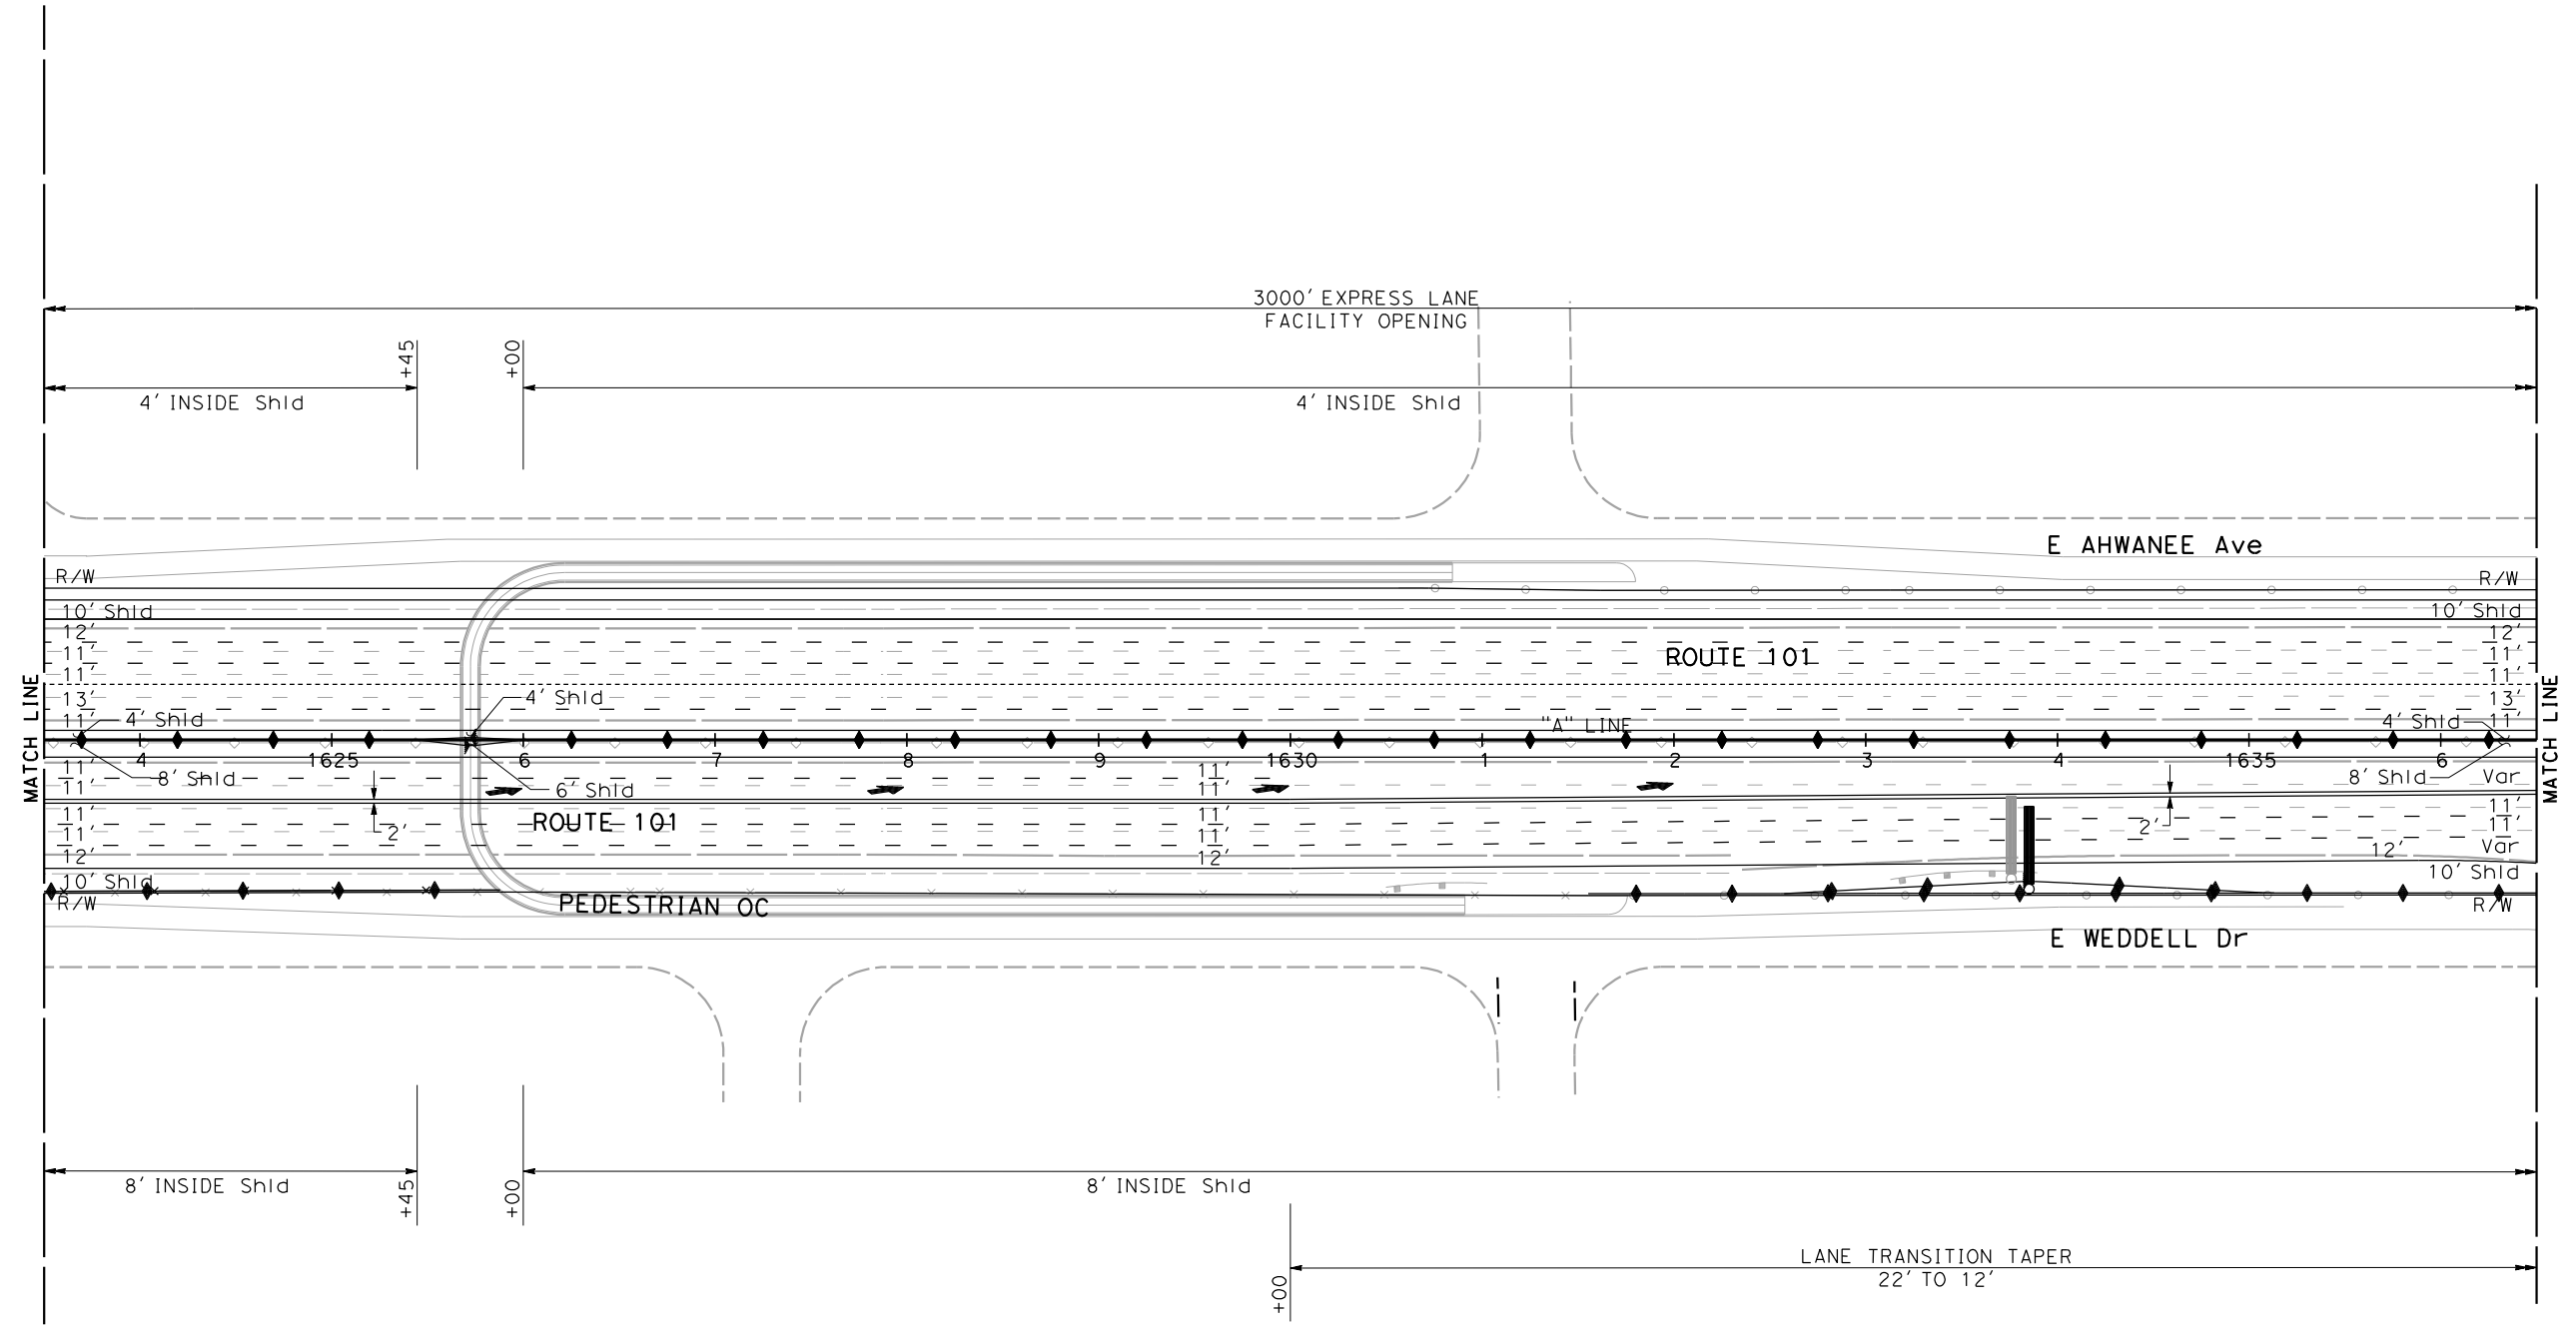 3000' EXPRESS LANE
FACILITY OPENING
+45
+00
4' INSIDE Shld
4' INSIDE Shld
E AHWANEE Ave
R/W
R/W
10' Shld
10' Shld
12'
12'
11'
ROUTE 101
11'
11'
11'
MATCH LINE
MATCH LINE
13'
4' Shld
13'
11'
4' Shld
"A" LINE
4' Shld
11'
4
1625
6
7
8
9
1630
1
2
3
4
1635
6
11'
11'
8' Shld
8' Shld
Var
11'
6' Shld
11'
11'
ROUTE 101
11'
11'
11'
2'
11'
2'
11'
12'
12'
12'
Var
10' Shld
10' Shld
R/W
PEDESTRIAN OC
R/W
E WEDDELL Dr
8' INSIDE Shld
+45
+00
8' INSIDE Shld
+00
LANE TRANSITION TAPER
22' TO 12'